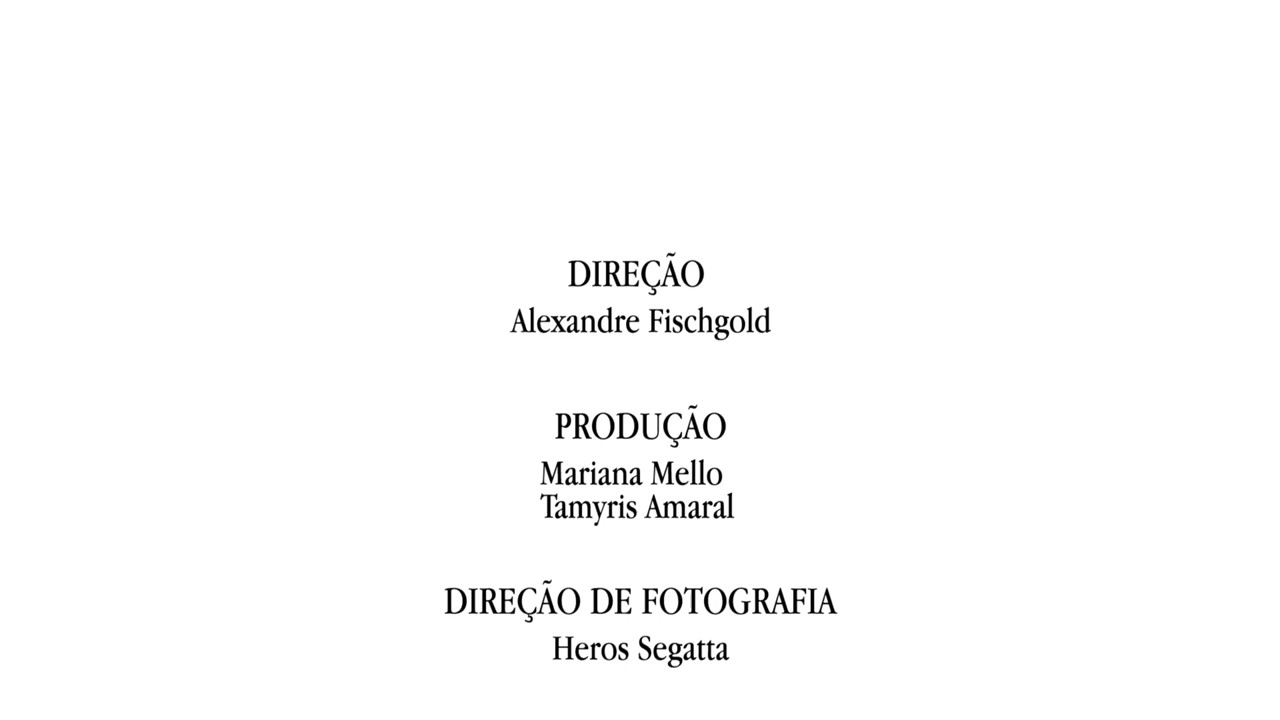 DIREÇÃO
Alexandre Fischgold
PRODUÇÃO
Mariana Mello
Tamyris Amaral
DIREÇÃO DE FOTOGRAFIA
Heros Segatta